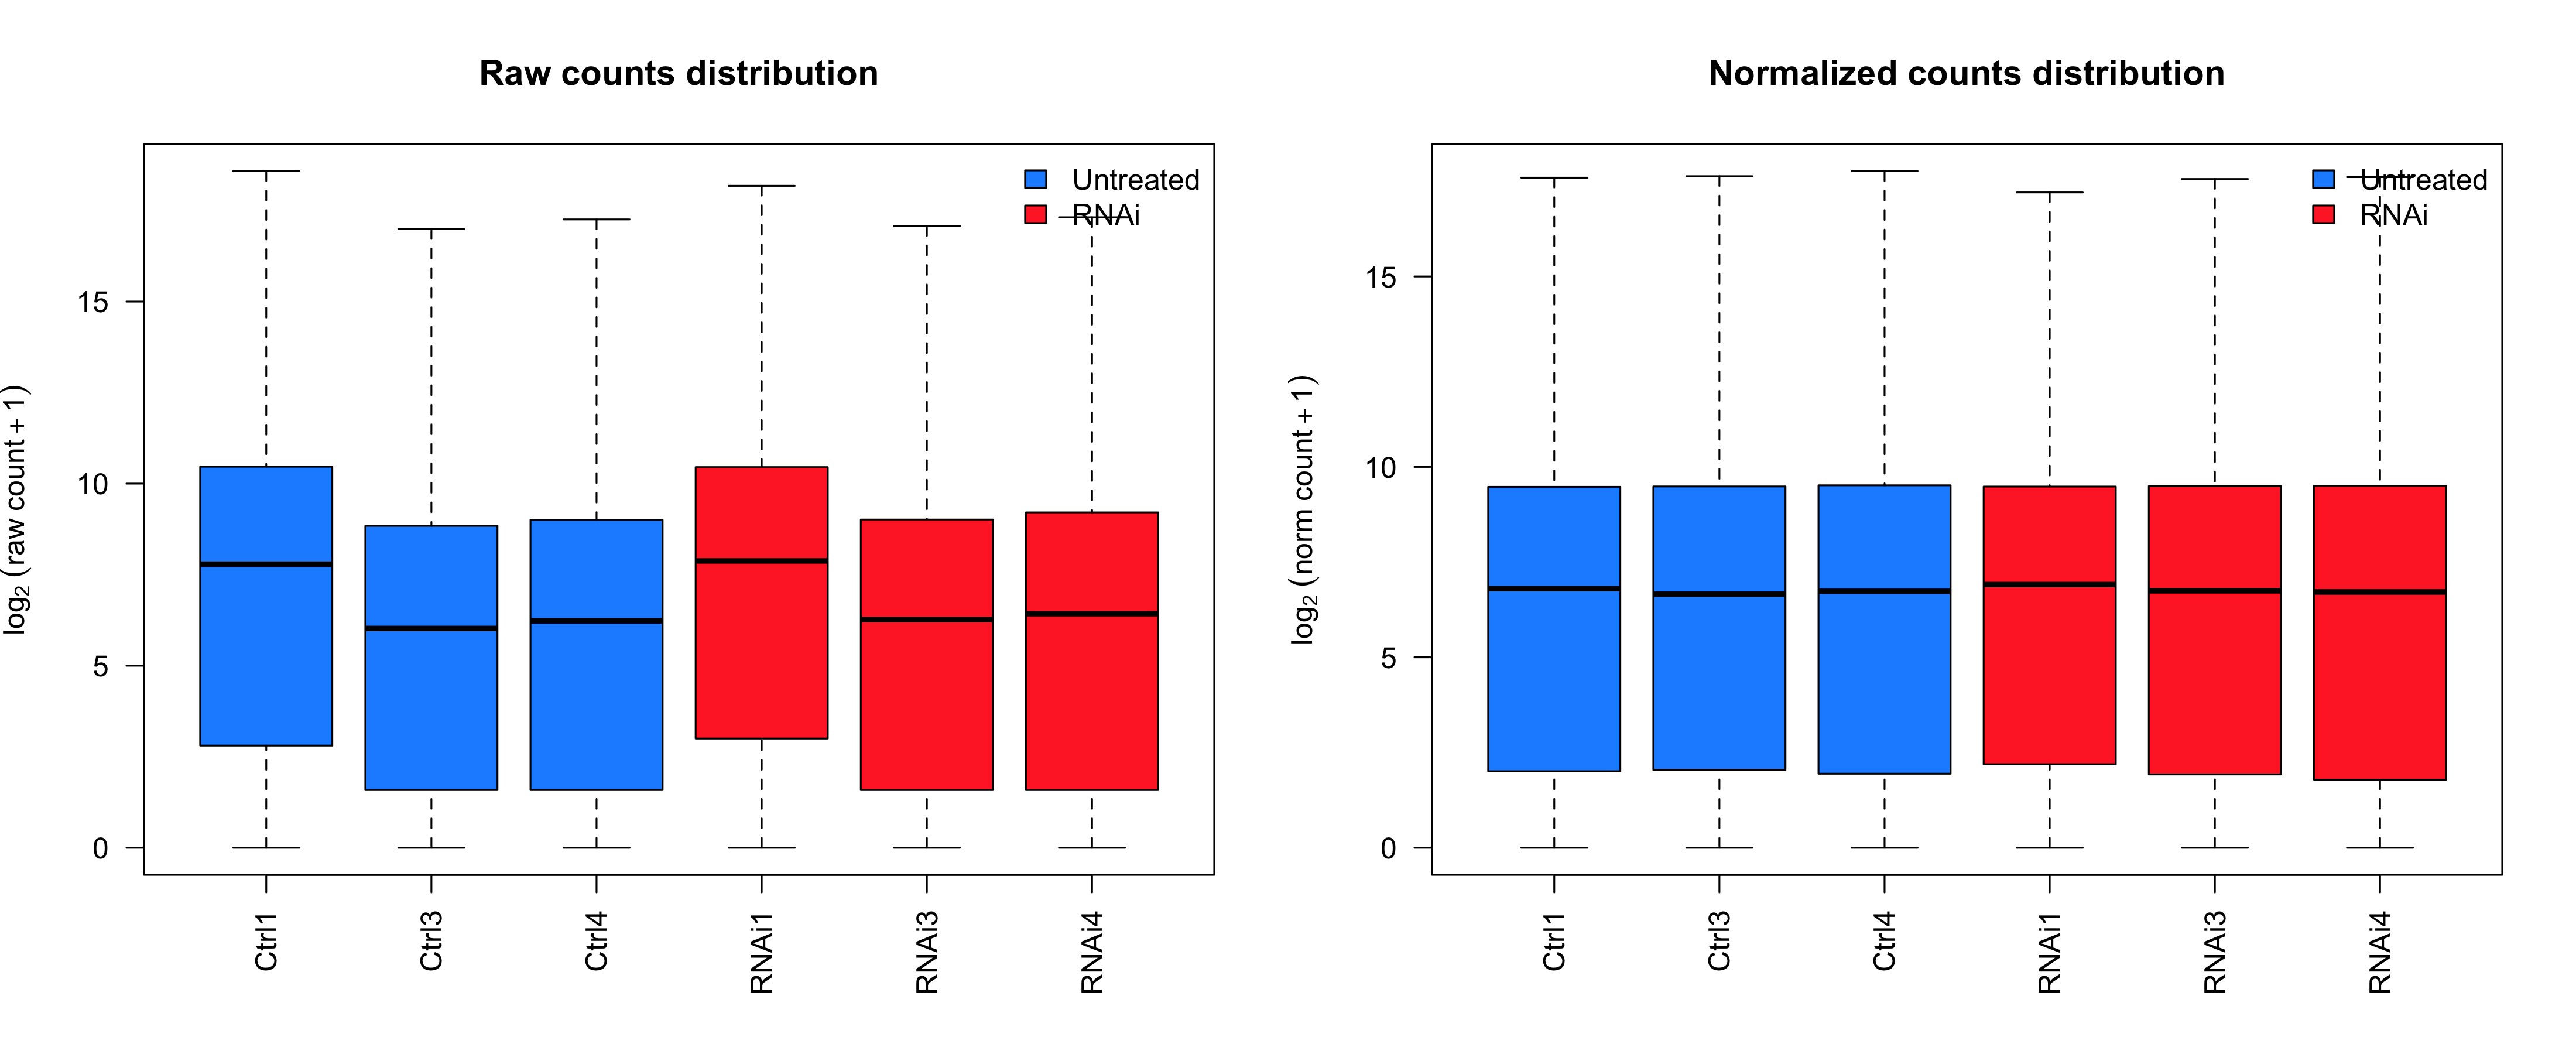 Raw counts distribution
Untreated
RNAi
15
10
5
0
log₂ (raw count + 1)
Ctrl1
Ctrl3
Ctrl4
RNAi1
RNAi3
RNAi4
Normalized counts distribution
Untreated
RNAi
15
10
5
0
log₂ (norm count + 1)
Ctrl1
Ctrl3
Ctrl4
RNAi1
RNAi3
RNAi4